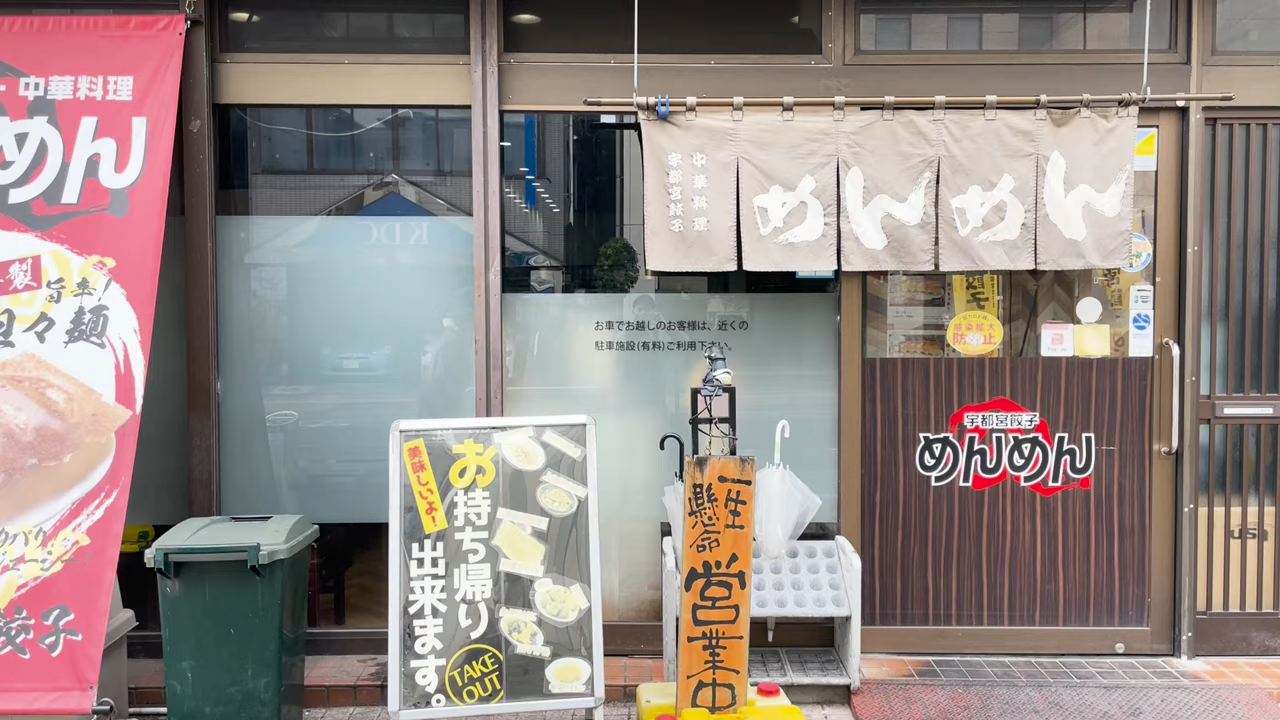 中華料理
めん
製
旨辛!
坦々麺
餃子
中華料理
宇都宮餃子
めんめん
お車でお越しのお客様は、近くの
駐車施設(有料)ご利用下さい。
感染拡大
防止
宇都宮餃子
めんめん
美味しいよ!
お持ち帰り
出来ます。
TAKE
OUT
一生
懸命
営業中
KDC